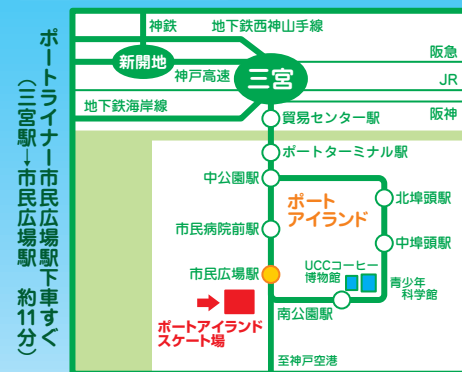 ポートライナー市民広場駅下車すぐ
(三宮駅→市民広場駅 約11分)
神鉄
地下鉄西神山手線
新開地
神戸高速
三宮
阪急
JR
地下鉄海岸線
阪神
貿易センター駅
ポートターミナル駅
中公園駅
ポート
アイランド
北埠頭駅
市民病院前駅
中埠頭駅
市民広場駅
UCCコーヒー
博物館
青少年
科学館
南公園駅
ポートアイランド
スケート場
至神戸空港